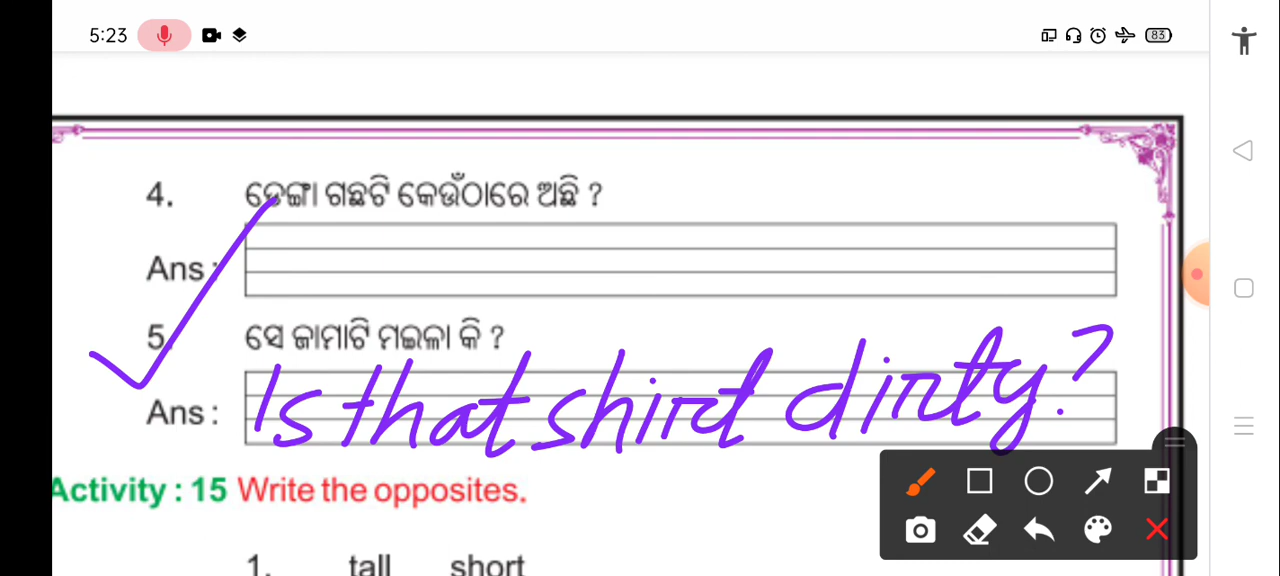 5:23 83
4. ଡେଙ୍ଗା ଗଛଟି କେଉଁଠାରେ ଅଛି ?
Ans :
5. ସେ ଜାମାଟି ମଇଳା କି ?
Ans : Is that shirt dirty?
Activity : 15 Write the opposites.
1. tall short